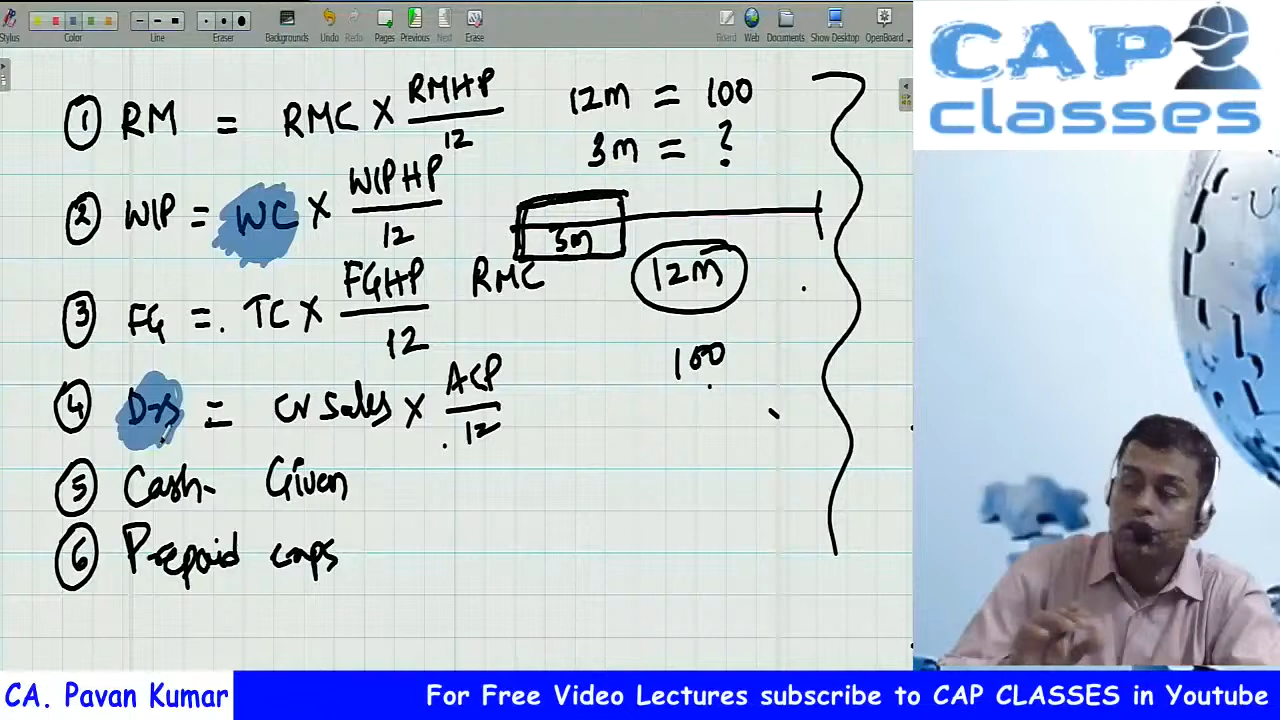 Stylus
Color
Line
Eraser
Backgrounds
Undo
Redo
Pages
Previous
Next
Erase
Board
Web
Documents
Show Desktop
OpenBoard
CAP
classes
① RM = RMC X RMHP/12
12m = 100
3m = ?
② WIP = WC X WIPHP/12
3m
12m
RMC
③ FG = TC X FGHP/12
100
④ Drs = Cr Sales X ACP/12
⑤ Cash - Given
⑥ Prepaid exps
CA. Pavan Kumar
For Free Video Lectures subscribe to CAP CLASSES in Youtube